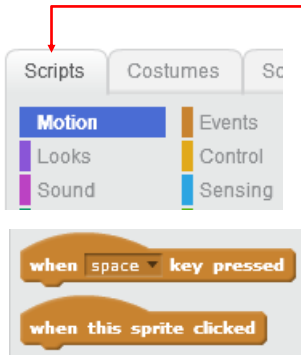 Scripts Costumes
Motion Events
Looks Control
Sound Sensing
when space key pressed
when this sprite clicked